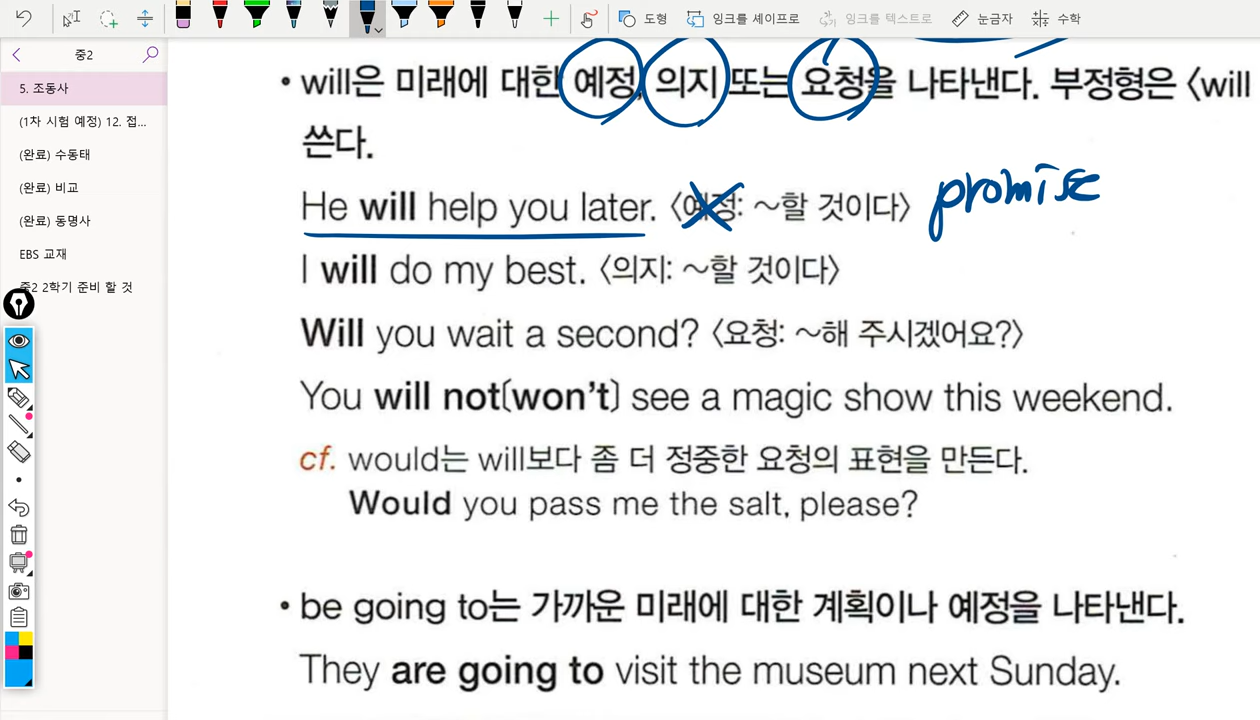 도형
잉크를 셰이프로
잉크를 텍스트로
눈금자
수학
중2
5. 조동사
(1차 시험 예정) 12. 접...
(완료) 수동태
(완료) 비교
(완료) 동명사
EBS 교재
중2 2학기 준비 할 것
• will은 미래에 대한 예정, 의지 또는 요청을 나타낸다. 부정형은 〈will
쓴다.
He will help you later. 〈예정: ~할 것이다〉 promise
I will do my best. 〈의지: ~할 것이다〉
Will you wait a second? 〈요청: ~해 주시겠어요?〉
You will not(won't) see a magic show this weekend.
cf. would는 will보다 좀 더 정중한 요청의 표현을 만든다.
Would you pass me the salt, please?
• be going to는 가까운 미래에 대한 계획이나 예정을 나타낸다.
They are going to visit the museum next Sunday.